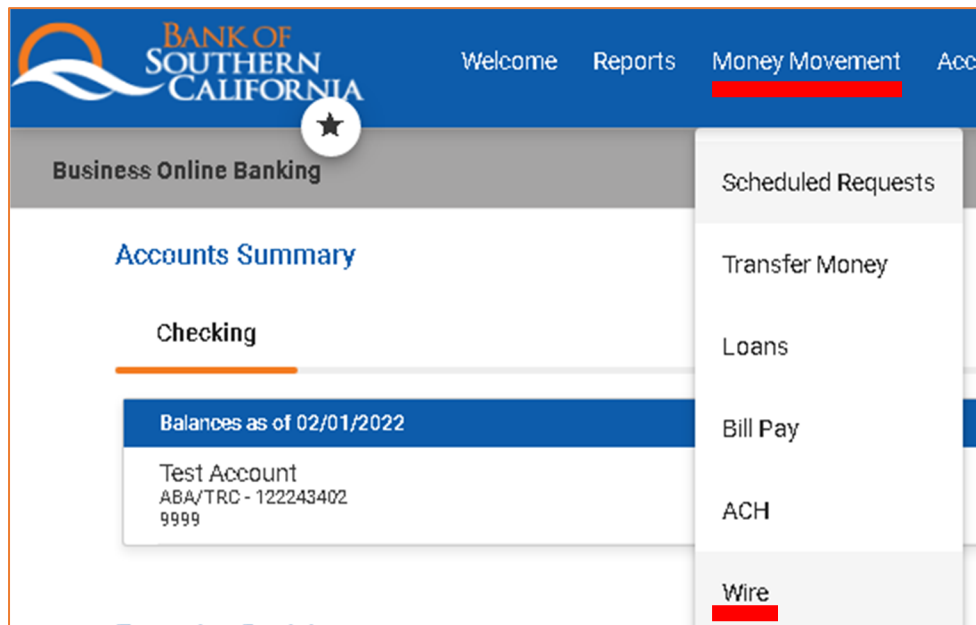 BANK OF
SOUTHERN
CALIFORNIA
Welcome Reports Money Movement Acc
Business Online Banking
Scheduled Requests
Accounts Summary
Transfer Money
Checking
Loans
Balances as of 02/01/2022
Bill Pay
Test Account
ABA/TRC - 122243402
9999
ACH
Wire